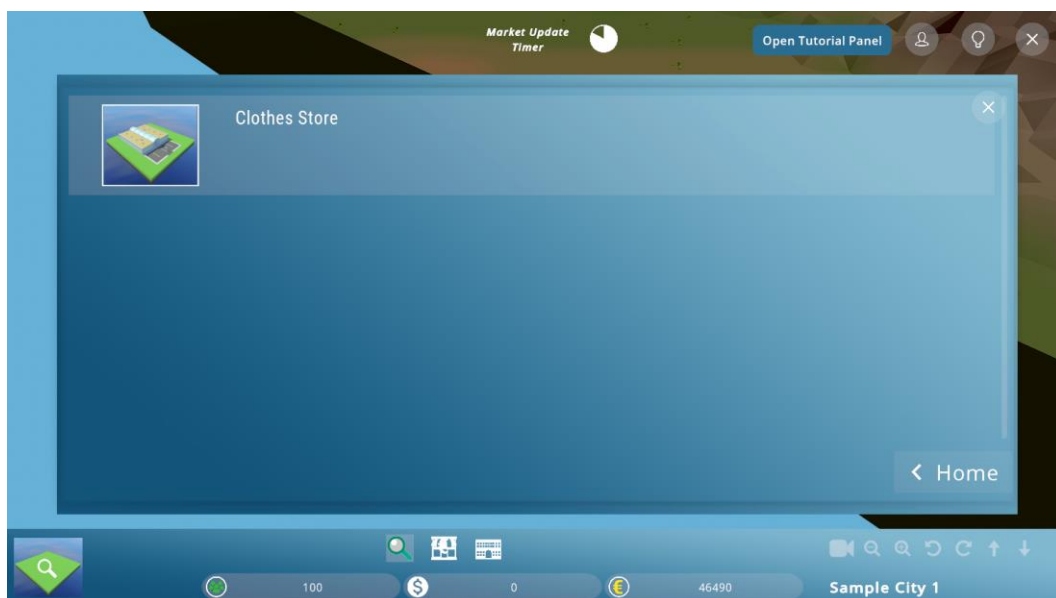 Market Update
Timer
Open Tutorial Panel
Clothes Store
Home
100
0
46490
Sample City 1